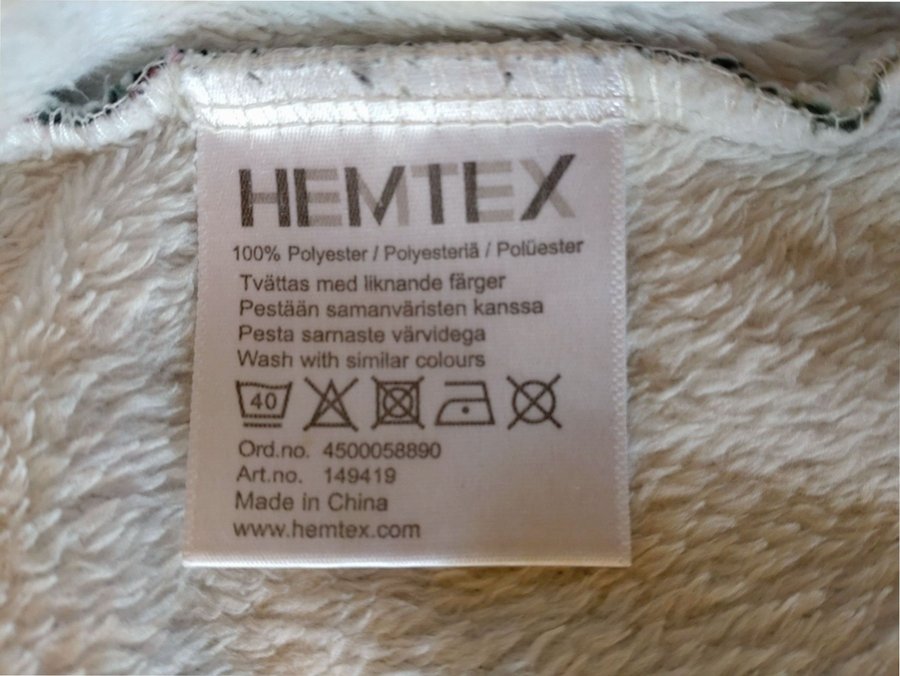 HEMTEX
100% Polyester / Polyesteriä / Polüester
Tvättas med liknande färger
Pestään samanväristen kanssa
Pesta sarnaste värvidega
Wash with similar colours
40
Ord.no. 4500058890
Art.no. 149419
Made in China
www.hemtex.com